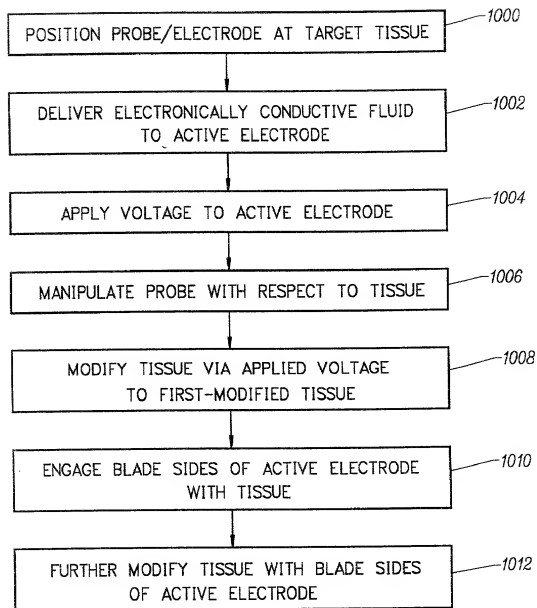 POSITION PROBE/ELECTRODE AT TARGET TISSUE
1000
DELIVER ELECTRONICALLY CONDUCTIVE FLUID
TO ACTIVE ELECTRODE
1002
APPLY VOLTAGE TO ACTIVE ELECTRODE
1004
MANIPULATE PROBE WITH RESPECT TO TISSUE
1006
MODIFY TISSUE VIA APPLIED VOLTAGE
TO FIRST-MODIFIED TISSUE
1008
ENGAGE BLADE SIDES OF ACTIVE ELECTRODE
WITH TISSUE
1010
FURTHER MODIFY TISSUE WITH BLADE SIDES
OF ACTIVE ELECTRODE
1012